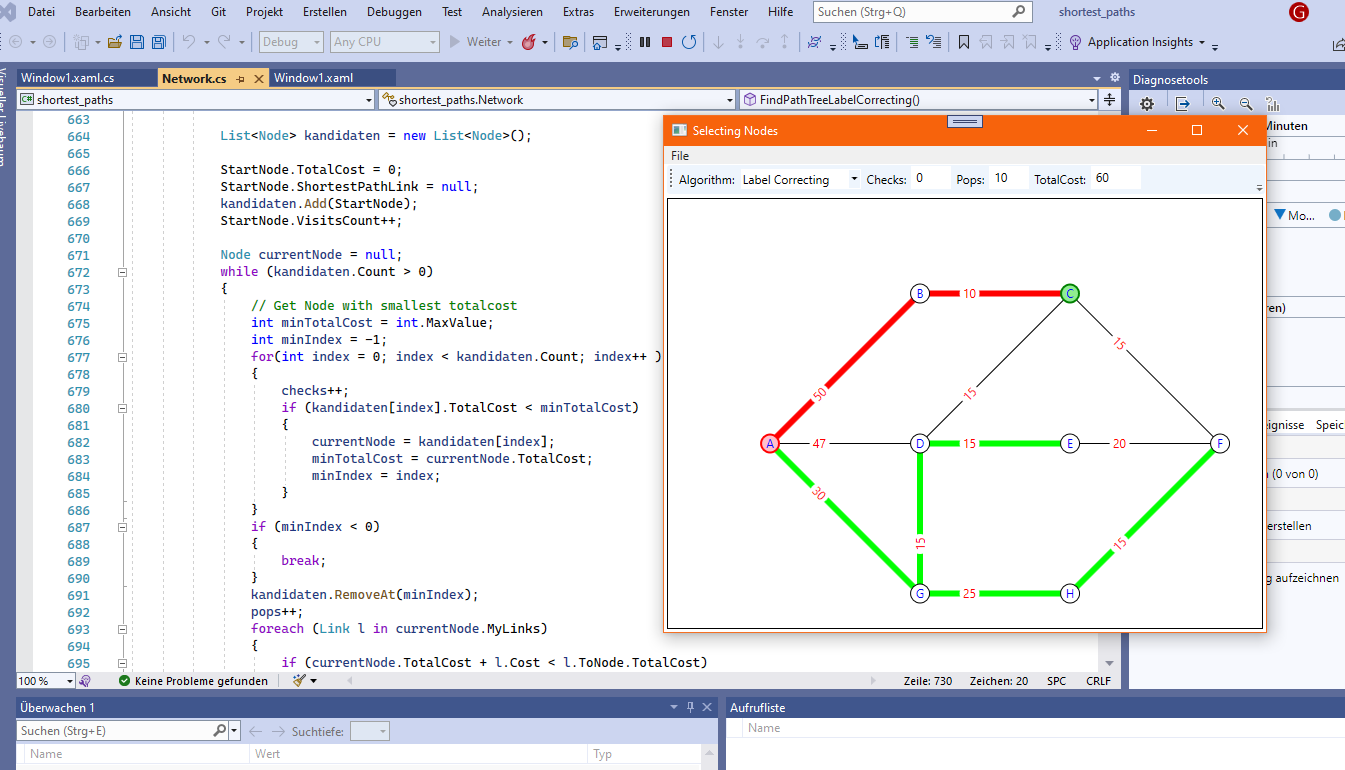 Datei Bearbeiten Ansicht Git Projekt Erstellen Debuggen Test Analysieren Extras Erweiterungen Fenster Hilfe Suchen (Strg+Q) shortest_paths G
Debug Any CPU Weiter Application Insights
Window1.xaml.cs Network.cs Window1.xaml
Diagnosetools
Visueller Livebaum
C# shortest_paths shortest_paths.Network FindPathTreeLabelCorrecting()
663
664 List<Node> kandidaten = new List<Node>();
665
666 StartNode.TotalCost = 0;
667 StartNode.ShortestPathLink = null;
668 kandidaten.Add(StartNode);
669 StartNode.VisitsCount++;
670
671 Node currentNode = null;
672 while (kandidaten.Count > 0)
673 {
674 // Get Node with smallest totalcost
675 int minTotalCost = int.MaxValue;
676 int minIndex = -1;
677 for(int index = 0; index < kandidaten.Count; index++ )
678 {
679 checks++;
680 if (kandidaten[index].TotalCost < minTotalCost)
681 {
682 currentNode = kandidaten[index];
683 minTotalCost = currentNode.TotalCost;
684 minIndex = index;
685 }
686 }
687 if (minIndex < 0)
688 {
689 break;
690 }
691 kandidaten.RemoveAt(minIndex);
692 pops++;
693 foreach (Link l in currentNode.MyLinks)
694 {
695 if (currentNode.TotalCost + l.Cost < l.ToNode.TotalCost)
Selecting Nodes
File
Algorithm: Label Correcting Checks: 0 Pops: 10 TotalCost: 60
B 10 C
15
50 15
A 47 D 15 E 20 F
30
15 15
G 25 H
Minuten
in
Mo...
ren)
ignisse Speic
(0 von 0)
erstellen
g aufzeichnen
100 % Keine Probleme gefunden Zeile: 730 Zeichen: 20 SPC CRLF
Überwachen 1
Suchen (Strg+E) Suchtiefe:
Name Wert Typ
Aufrufliste
Name